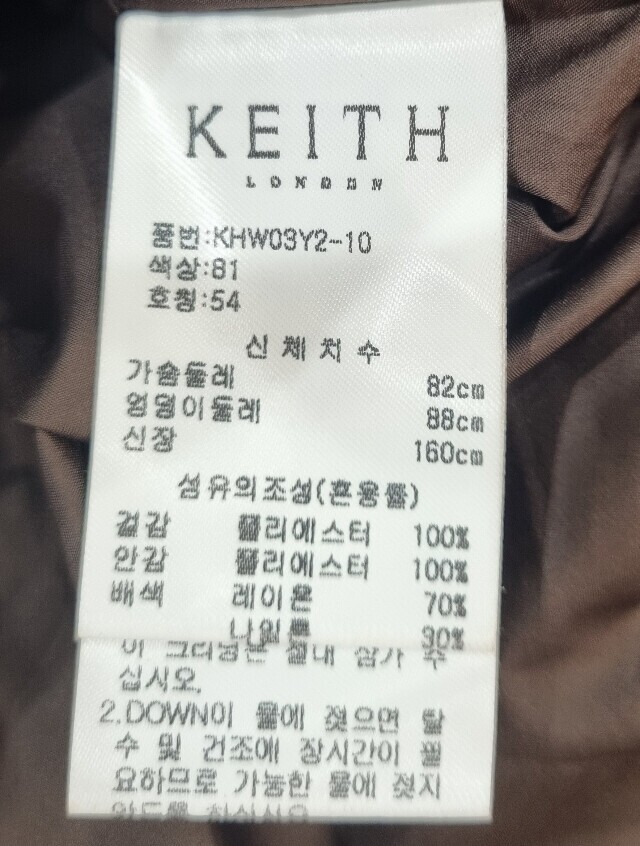 KEITH
LONDON
품번:KHW03Y2-10
색상:81
호칭:54
신체치수
가슴둘레 82cm
엉덩이둘레 88cm
신장 160cm
섬유의조성(혼용률)
겉감 폴리에스터 100%
안감 폴리에스터 100%
배색 레이온 70%
나일론 30%
십시오.
2.DOWN이 물에 젖으면 탈
수 및 건조에 장시간이 필
요하므로 가능한 물에 젖지